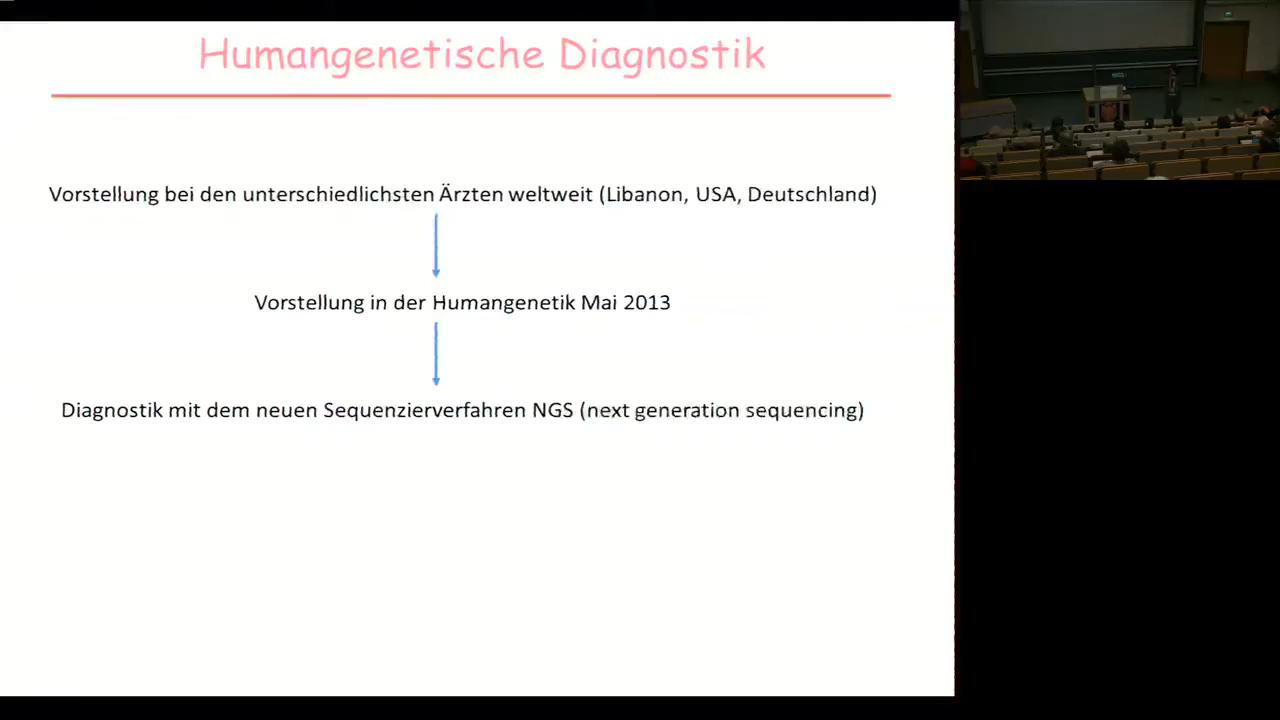 Humangenetische Diagnostik
Vorstellung bei den unterschiedlichsten Ärzten weltweit (Libanon, USA, Deutschland)
Vorstellung in der Humangenetik Mai 2013
Diagnostik mit dem neuen Sequenzierverfahren NGS (next generation sequencing)